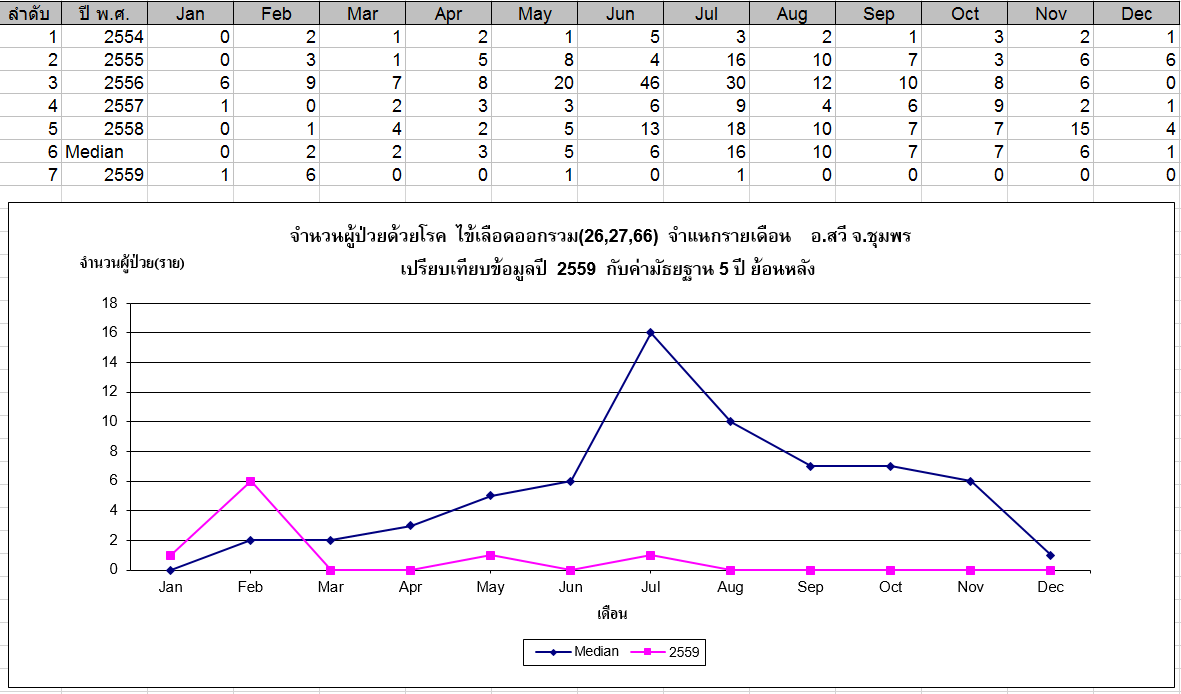 ลำดับ ปี พ.ศ. Jan Feb Mar Apr May Jun Jul Aug Sep Oct Nov Dec
1 2554 0 2 1 2 1 5 3 2 1 3 2 1
2 2555 0 3 1 5 8 4 16 10 7 3 6 6
3 2556 6 9 7 8 20 46 30 12 10 8 6 0
4 2557 1 0 2 3 3 6 9 4 6 9 2 1
5 2558 0 1 4 2 5 13 18 10 7 7 15 4
6 Median 0 2 2 3 5 6 16 10 7 7 6 1
7 2559 1 6 0 0 1 0 1 0 0 0 0 0
จำนวนผู้ป่วยด้วยโรค ไข้เลือดออกรวม(26,27,66) จำแนกรายเดือน อ.สวี จ.ชุมพร
เปรียบเทียบข้อมูลปี 2559 กับค่ามัธยฐาน 5 ปี ย้อนหลัง
จำนวนผู้ป่วย(ราย)
18
16
14
12
10
8
6
4
2
0
Jan Feb Mar Apr May Jun Jul Aug Sep Oct Nov Dec
เดือน
Median 2559